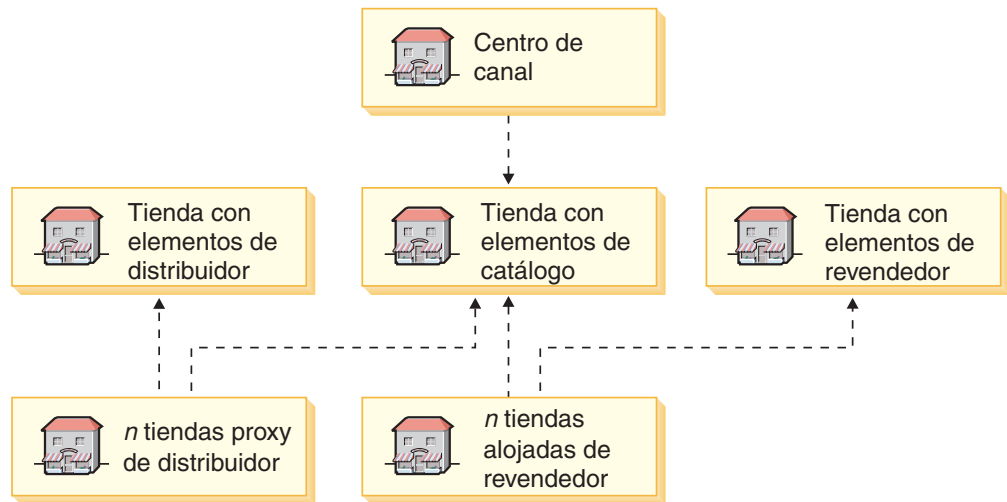 Centro de
canal
Tienda con
elementos de
distribuidor
Tienda con
elementos de
catálogo
Tienda con
elementos de
revendedor
n tiendas proxy
de distribuidor
n tiendas
alojadas de
revendedor